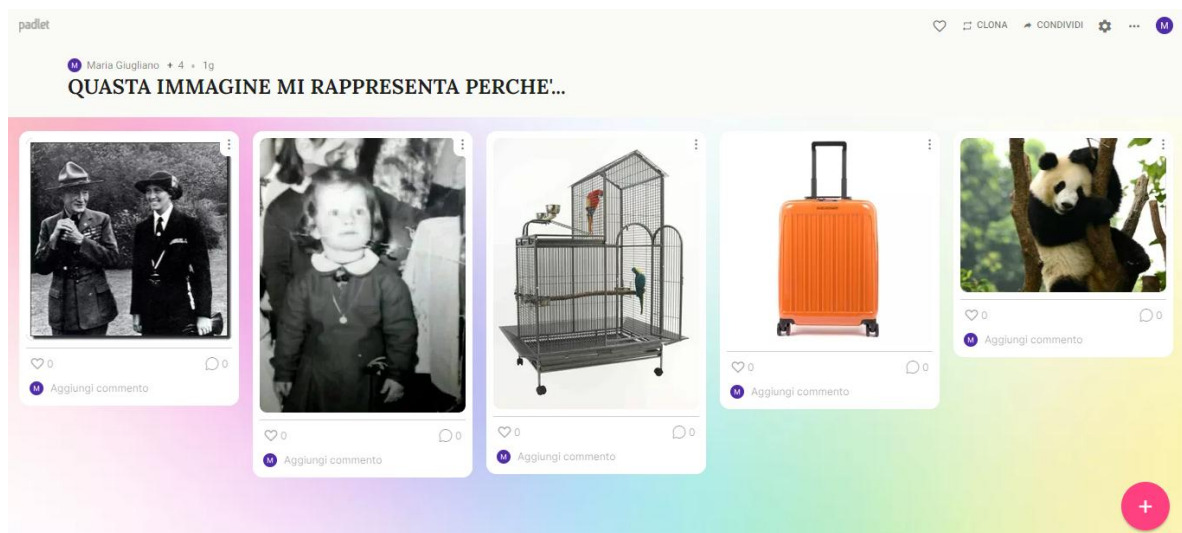 padlet
CLONA CONDIVIDI M
M Maria Giugliano + 4 • 1g
QUASTA IMMAGINE MI RAPPRESENTA PERCHE'...
0 0
M Aggiungi commento
0 0
M Aggiungi commento
0 0
M Aggiungi commento
0 0
M Aggiungi commento
0 0
M Aggiungi commento